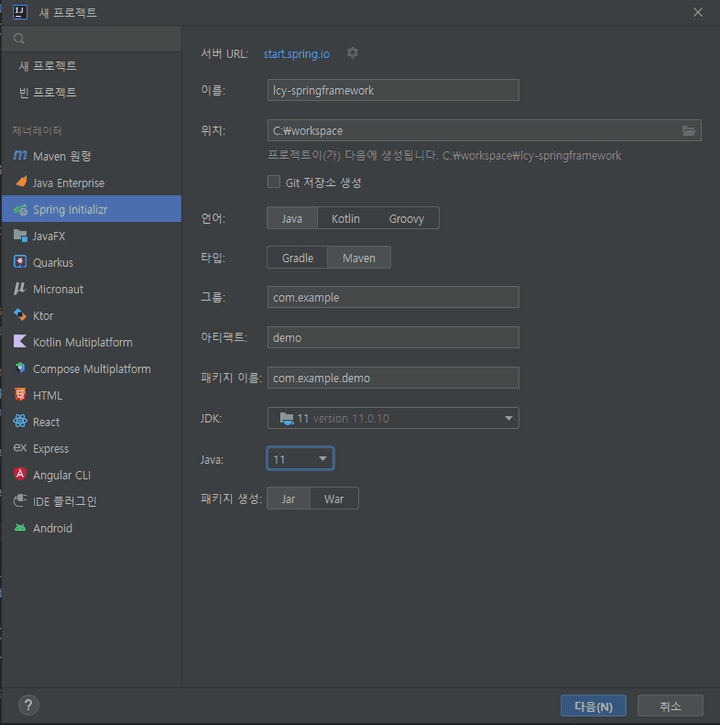 새 프로젝트
새 프로젝트
빈 프로젝트
제너레이터
Maven 원형
Java Enterprise
Spring Initializr
JavaFX
Quarkus
Micronaut
Ktor
Kotlin Multiplatform
Compose Multiplatform
HTML
React
Express
Angular CLI
IDE 플러그인
Android
서버 URL: start.spring.io
이름: lcy-springframework
위치: C:₩workspace
프로젝트이(가) 다음에 생성됩니다. C:₩workspace₩lcy-springframework
Git 저장소 생성
언어: Java Kotlin Groovy
타입: Gradle Maven
그룹: com.example
아티팩트: demo
패키지 이름: com.example.demo
JDK: 11 version 11.0.10
Java: 11
패키지 생성: Jar War
? 다음(N) 취소